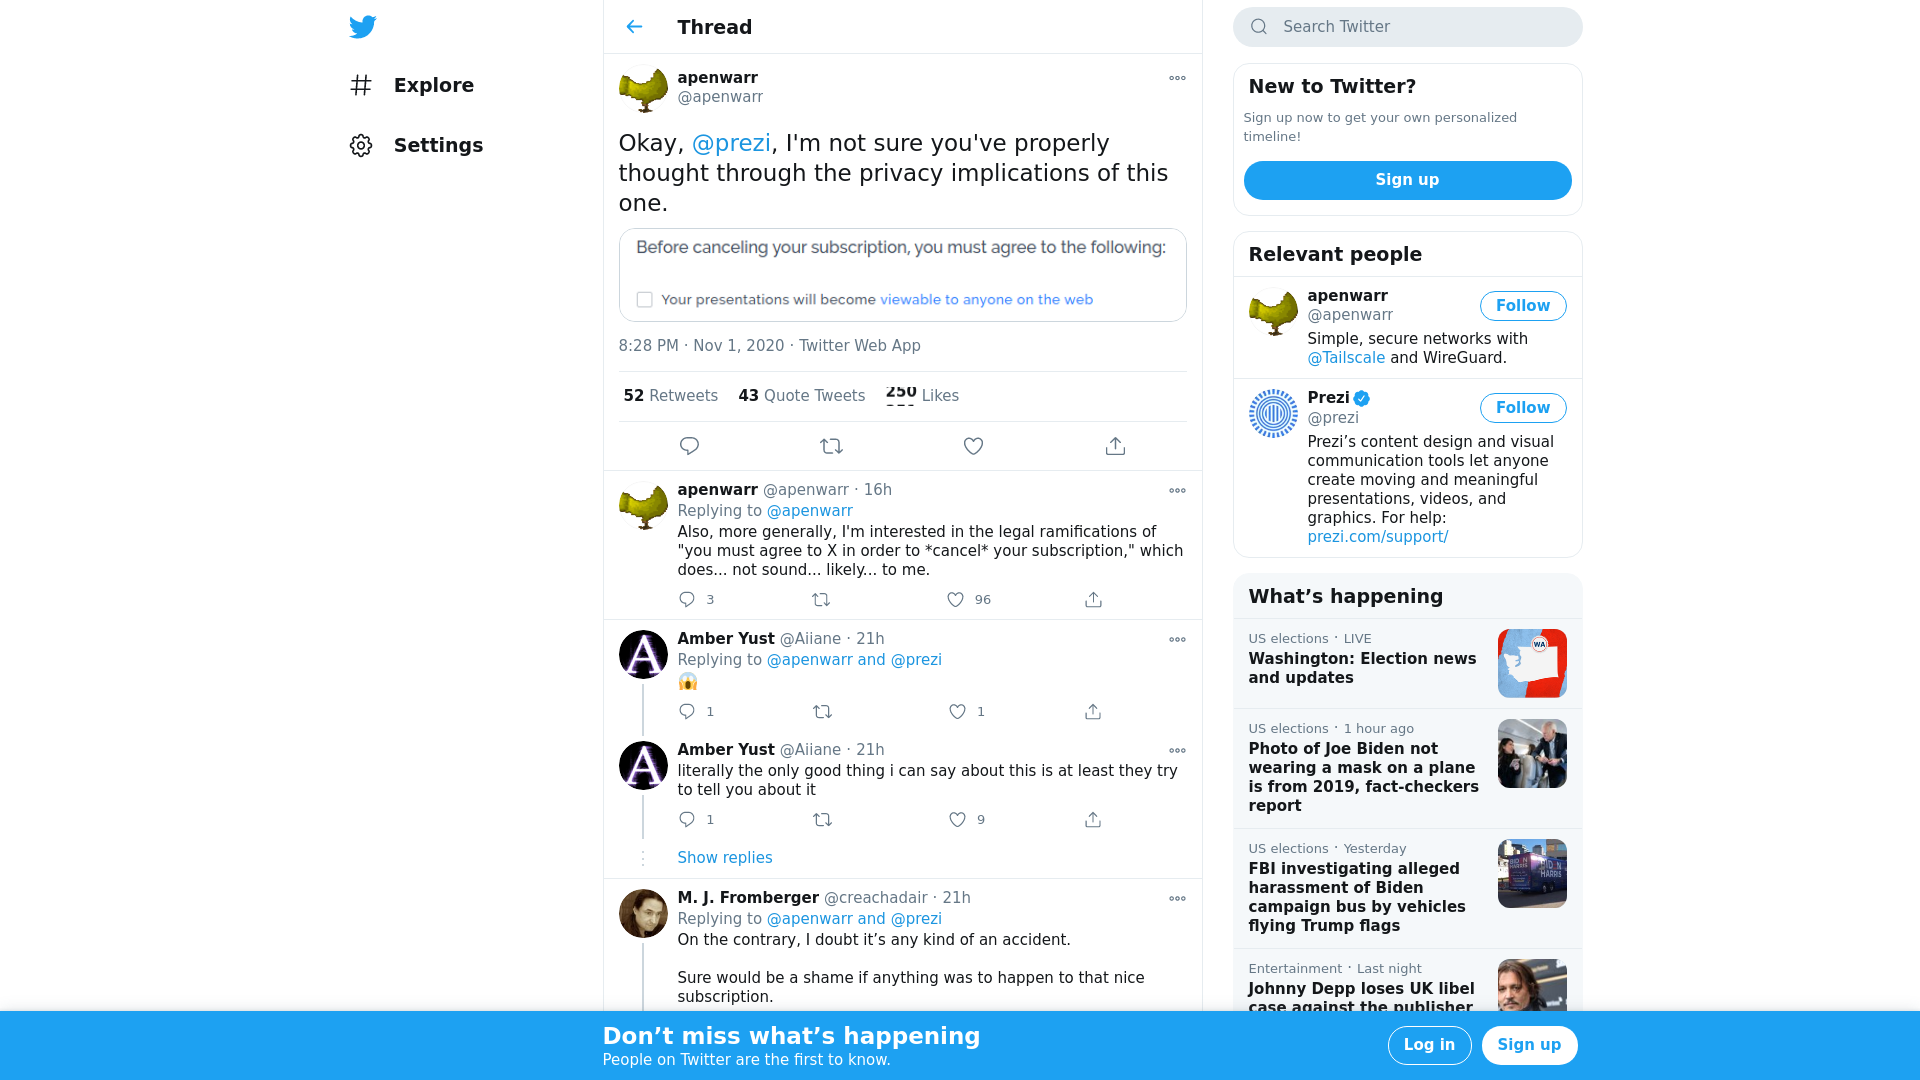 Explore
Settings
Thread
apenwarr
@apenwarr
Okay, @prezi, I'm not sure you've properly
thought through the privacy implications of this
one.
Before canceling your subscription, you must agree to the following:
Your presentations will become viewable to anyone on the web
8:28 PM · Nov 1, 2020 · Twitter Web App
52 Retweets 43 Quote Tweets 250 Likes
apenwarr @apenwarr · 16h
Replying to @apenwarr
Also, more generally, I'm interested in the legal ramifications of
"you must agree to X in order to *cancel* your subscription," which
does... not sound... likely... to me.
3 96
Amber Yust @Aiiane · 21h
Replying to @apenwarr and @prezi
😱
1 1
Amber Yust @Aiiane · 21h
literally the only good thing i can say about this is at least they try
to tell you about it
1 9
Show replies
M. J. Fromberger @creachadair · 21h
Replying to @apenwarr and @prezi
On the contrary, I doubt it’s any kind of an accident.
Sure would be a shame if anything was to happen to that nice
subscription.
Search Twitter
New to Twitter?
Sign up now to get your own personalized
timeline!
Sign up
Relevant people
apenwarr
@apenwarr
Follow
Simple, secure networks with
@Tailscale and WireGuard.
Prezi
@prezi
Follow
Prezi’s content design and visual
communication tools let anyone
create moving and meaningful
presentations, videos, and
graphics. For help:
prezi.com/support/
What’s happening
US elections · LIVE
Washington: Election news
and updates
WA
US elections · 1 hour ago
Photo of Joe Biden not
wearing a mask on a plane
is from 2019, fact-checkers
report
US elections · Yesterday
FBI investigating alleged
harassment of Biden
campaign bus by vehicles
flying Trump flags
Entertainment · Last night
Johnny Depp loses UK libel
case against the publisher
Don’t miss what’s happening
People on Twitter are the first to know.
Log in
Sign up